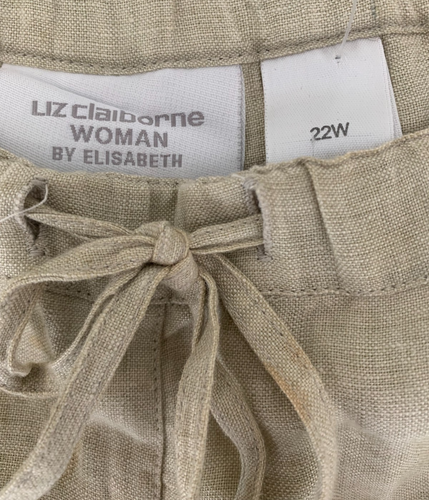 Liz claiborne
WOMAN
BY ELISABETH
22W